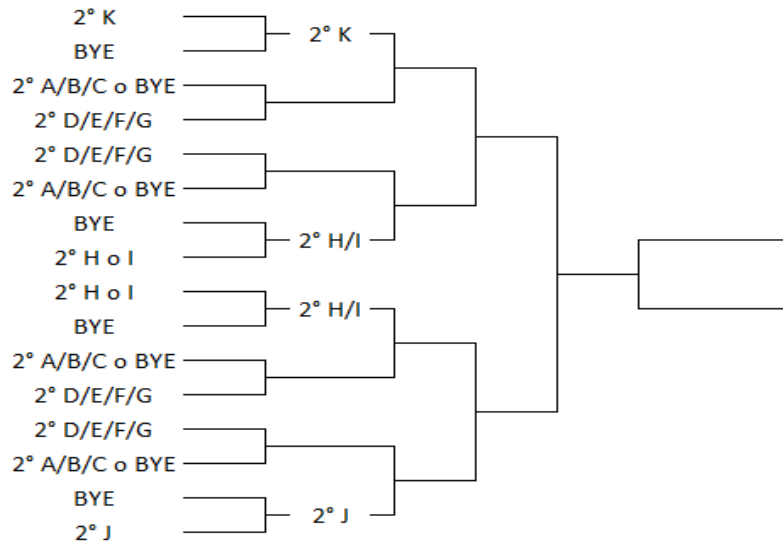 2° K
2° K
BYE
2° A/B/C o BYE
2° D/E/F/G
2° D/E/F/G
2° A/B/C o BYE
BYE
2° H/I
2° H o I
2° H o I
2° H/I
BYE
2° A/B/C o BYE
2° D/E/F/G
2° D/E/F/G
2° A/B/C o BYE
BYE
2° J
2° J